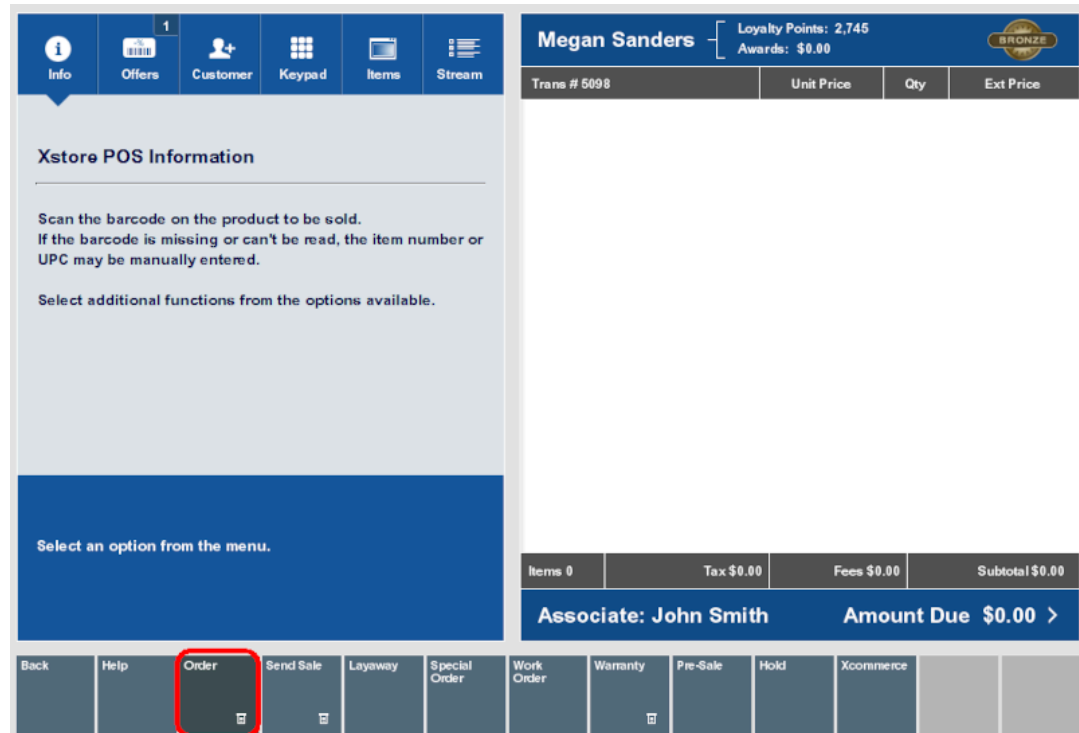 1
Info
Offers
Customer
Keypad
Items
Stream
Megan Sanders
Loyalty Points: 2,745
Awards: $0.00
BRONZE
Trans # 5098 Unit Price Qty Ext Price
Xstore POS Information
Scan the barcode on the product to be sold.
If the barcode is missing or can't be read, the item number or
UPC may be manually entered.
Select additional functions from the options available.
Select an option from the menu.
Items 0 Tax $0.00 Fees $0.00 Subtotal $0.00
Associate: John Smith Amount Due $0.00 >
Back
Help
Order
Send Sale
Layaway
Special
Order
Work
Order
Warranty
Pre-Sale
Hold
Xcommerce